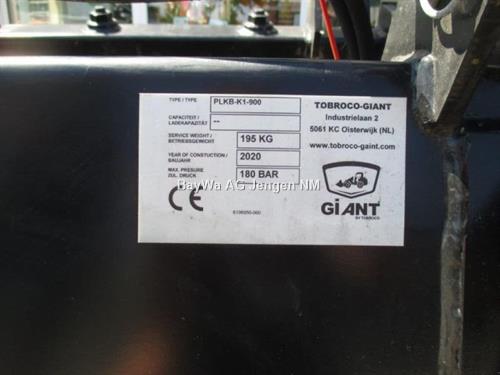 TYPE / TYPE PLKB-K1-900
CAPACITEIT / LADEKAPAZITÄT --
SERVICE WEIGHT / BETRIEBSGEWICHT 195 KG
YEAR OF CONSTUCTION / BAUJAHR 2020
MAX. PRESURE ZUL. DRUCK 180 BAR
CE
TOBROCO-GIANT
Industrielaan 2
5061 KC Oisterwijk (NL)
www.tobroco-gaint.com
GiANT
BY TOBROCO
BayWa AG Jengen NM